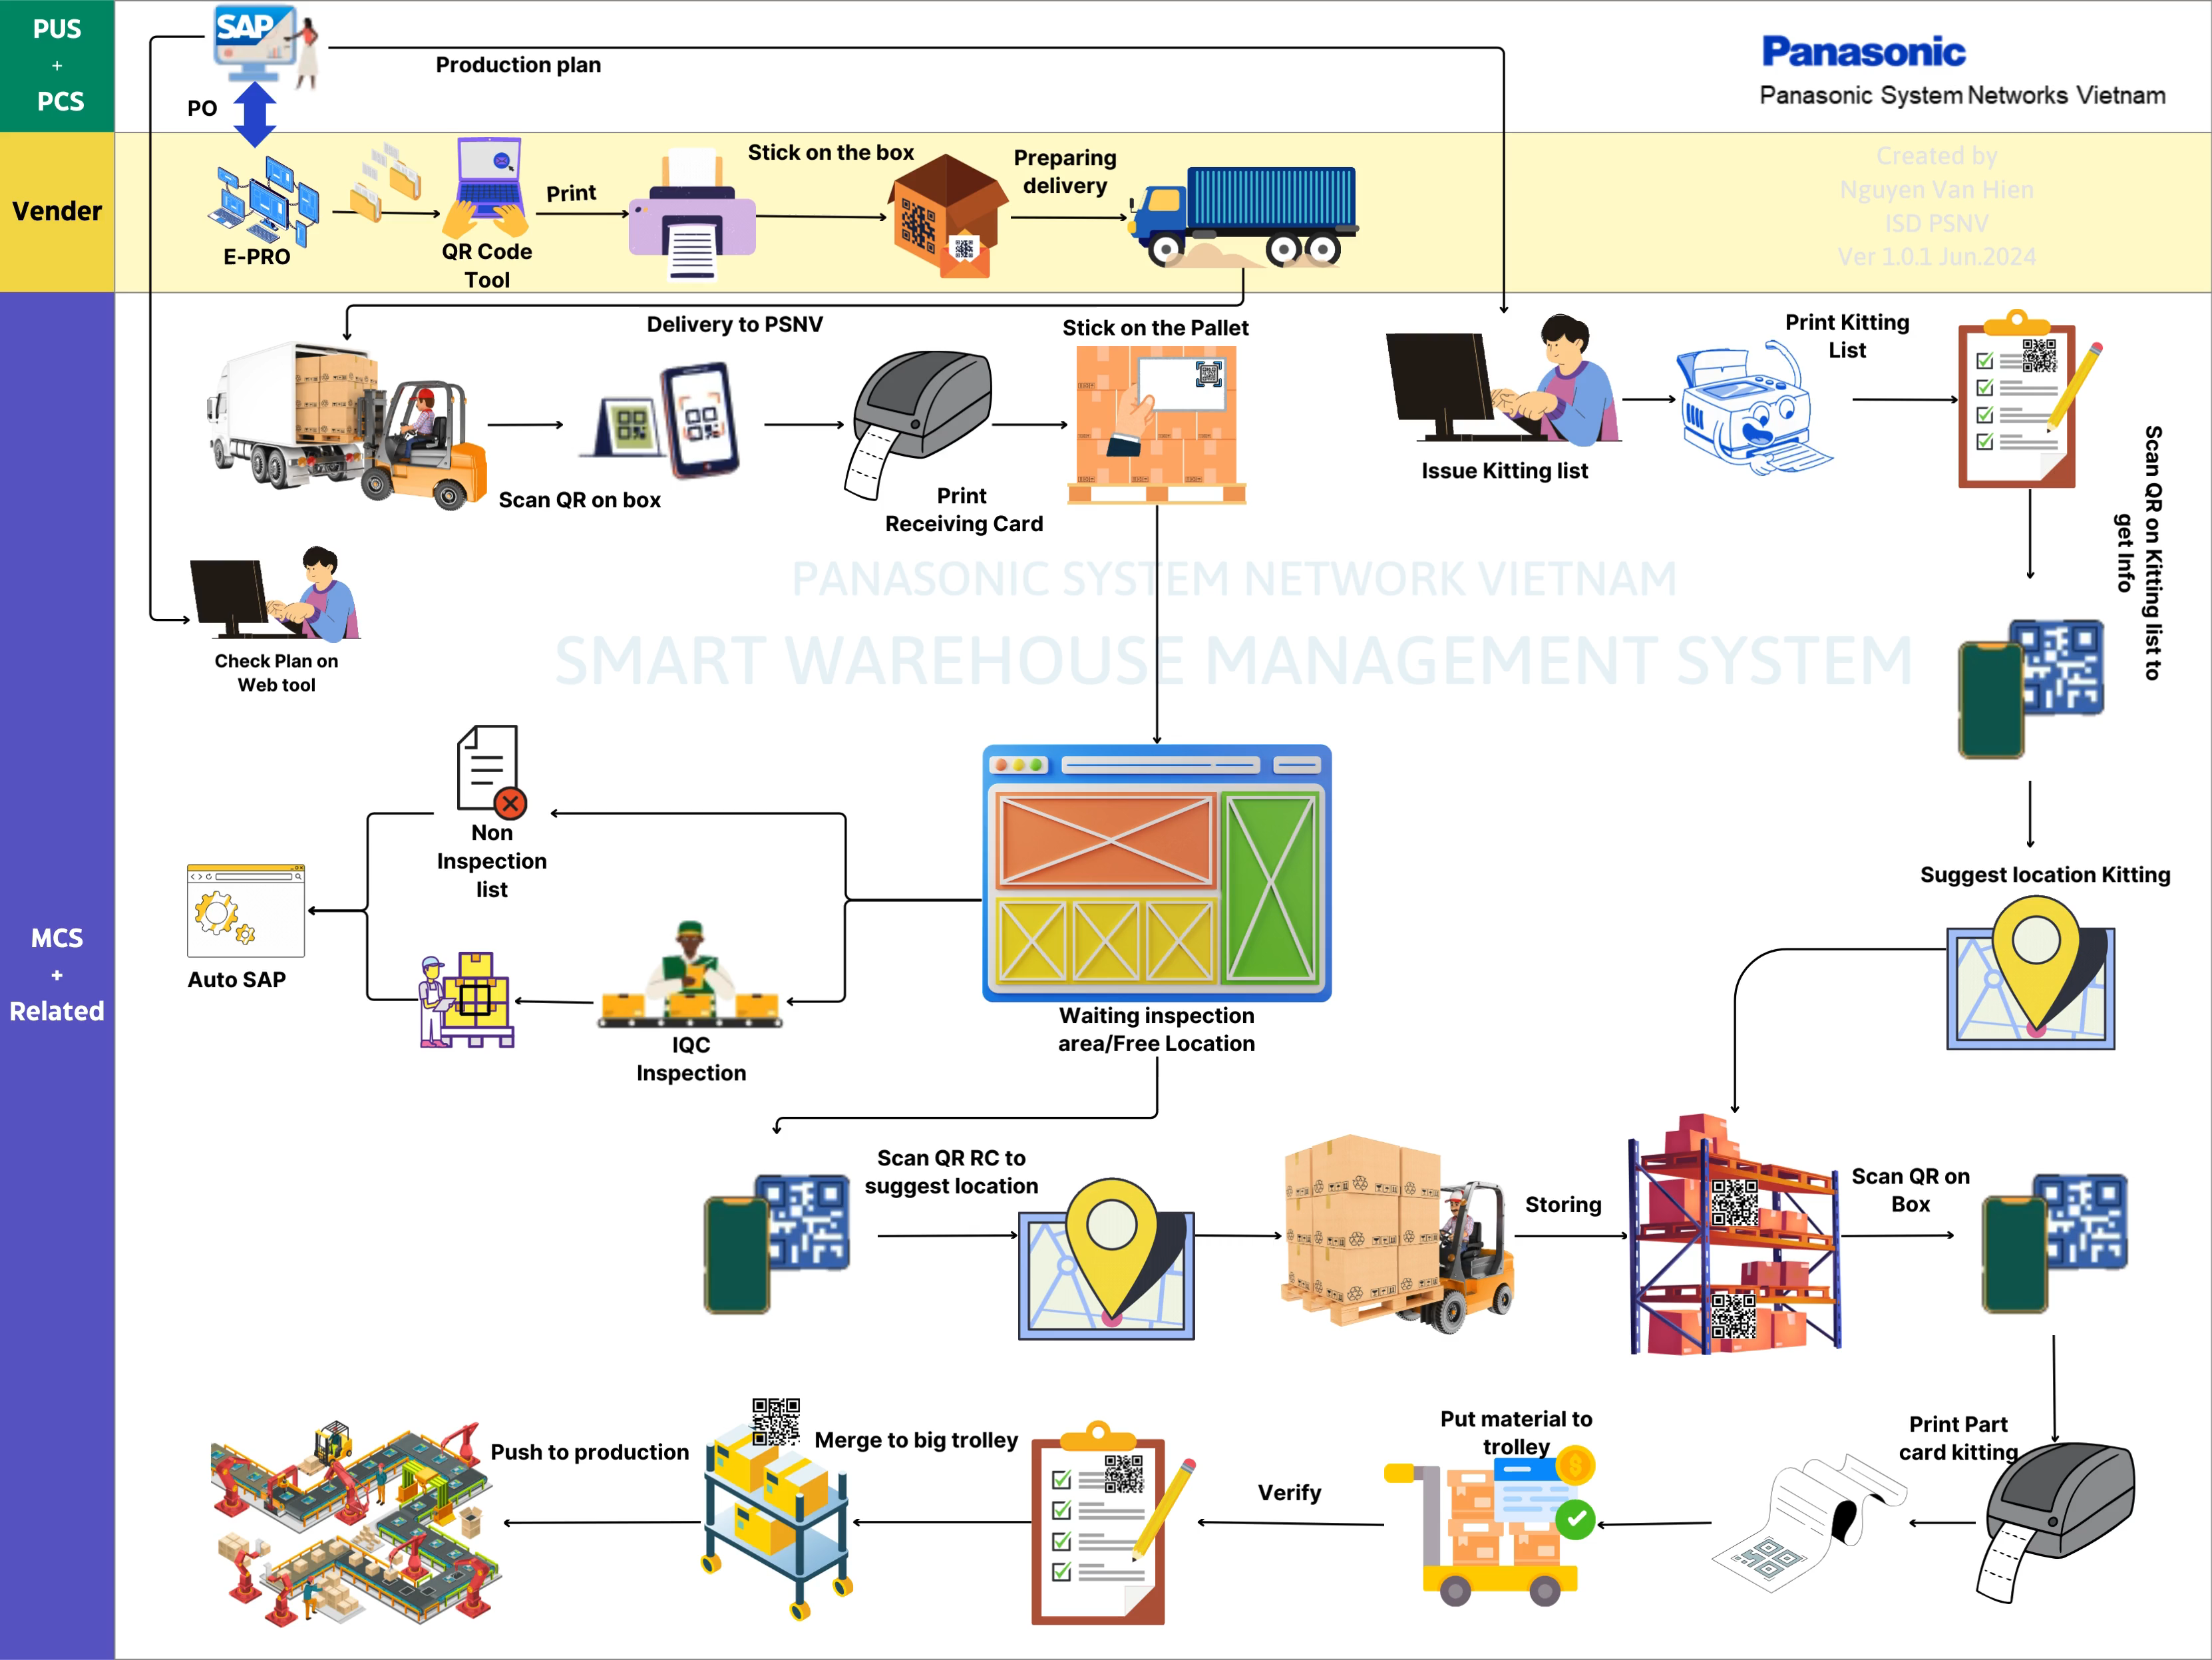 PUS
+
PCS
SAP
Production plan
PO
Panasonic
Panasonic System Networks Vietnam
Vender
E-PRO
QR Code
Tool
Print
Stick on the box
Preparing
delivery
Created by
Nguyen Van Hien
ISD PSNV
Ver 1.0.1 Jun.2024
MCS
+
Related
Delivery to PSNV
Scan QR on box
Print
Receiving Card
Stick on the Pallet
Issue Kitting list
Print Kitting
List
Scan QR on Kitting list to
get Info
Check Plan on
Web tool
PANASONIC SYSTEM NETWORK VIETNAM
SMART WAREHOUSE MANAGEMENT SYSTEM
Non
Inspection
list
Auto SAP
IQC
Inspection
Waiting inspection
area/Free Location
Suggest location Kitting
Scan QR RC to
suggest location
Storing
Scan QR on
Box
Print Part
card kitting
Put material to
trolley
Verify
Merge to big trolley
Push to production